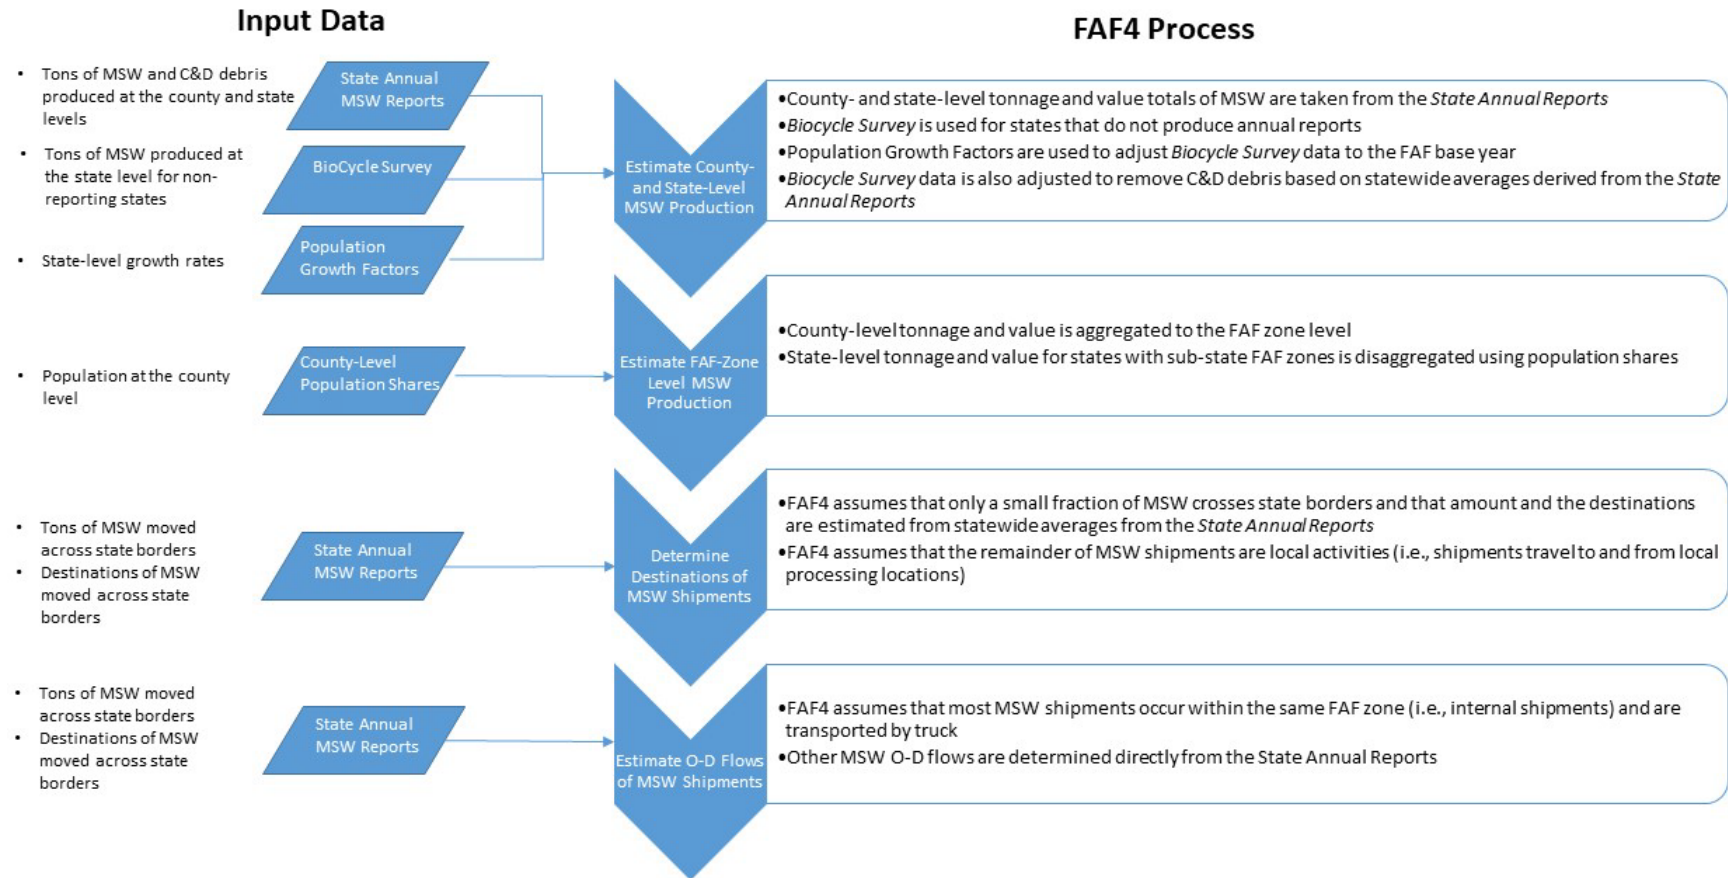 Input Data
FAF4 Process
• Tons of MSW and C&D debris
produced at the county and state
levels
• Tons of MSW produced at
the state level for non-
reporting states
• State-level growth rates
State Annual
MSW Reports
BioCycle Survey
Population
Growth Factors
Estimate County-
and State-Level
MSW Production
•County- and state-level tonnage and value totals of MSW are taken from the State Annual Reports
•Biocycle Survey is used for states that do not produce annual reports
•Population Growth Factors are used to adjust Biocycle Survey data to the FAF base year
•Biocycle Survey data is also adjusted to remove C&D debris based on statewide averages derived from the State
Annual Reports
• Population at the county
level
County-Level
Population Shares
Estimate FAF-Zone
Level MSW
Production
•County-level tonnage and value is aggregated to the FAF zone level
•State-level tonnage and value for states with sub-state FAF zones is disaggregated using population shares
• Tons of MSW moved
across state borders
• Destinations of MSW
moved across state
borders
State Annual
MSW Reports
Determine
Destinations of
MSW Shipments
•FAF4 assumes that only a small fraction of MSW crosses state borders and that amount and the destinations
are estimated from statewide averages from the State Annual Reports
•FAF4 assumes that the remainder of MSW shipments are local activities (i.e., shipments travel to and from local
processing locations)
• Tons of MSW moved
across state borders
• Destinations of MSW
moved across state
borders
State Annual
MSW Reports
Estimate O-D Flows
of MSW Shipments
•FAF4 assumes that most MSW shipments occur within the same FAF zone (i.e., internal shipments) and are
transported by truck
•Other MSW O-D flows are determined directly from the State Annual Reports